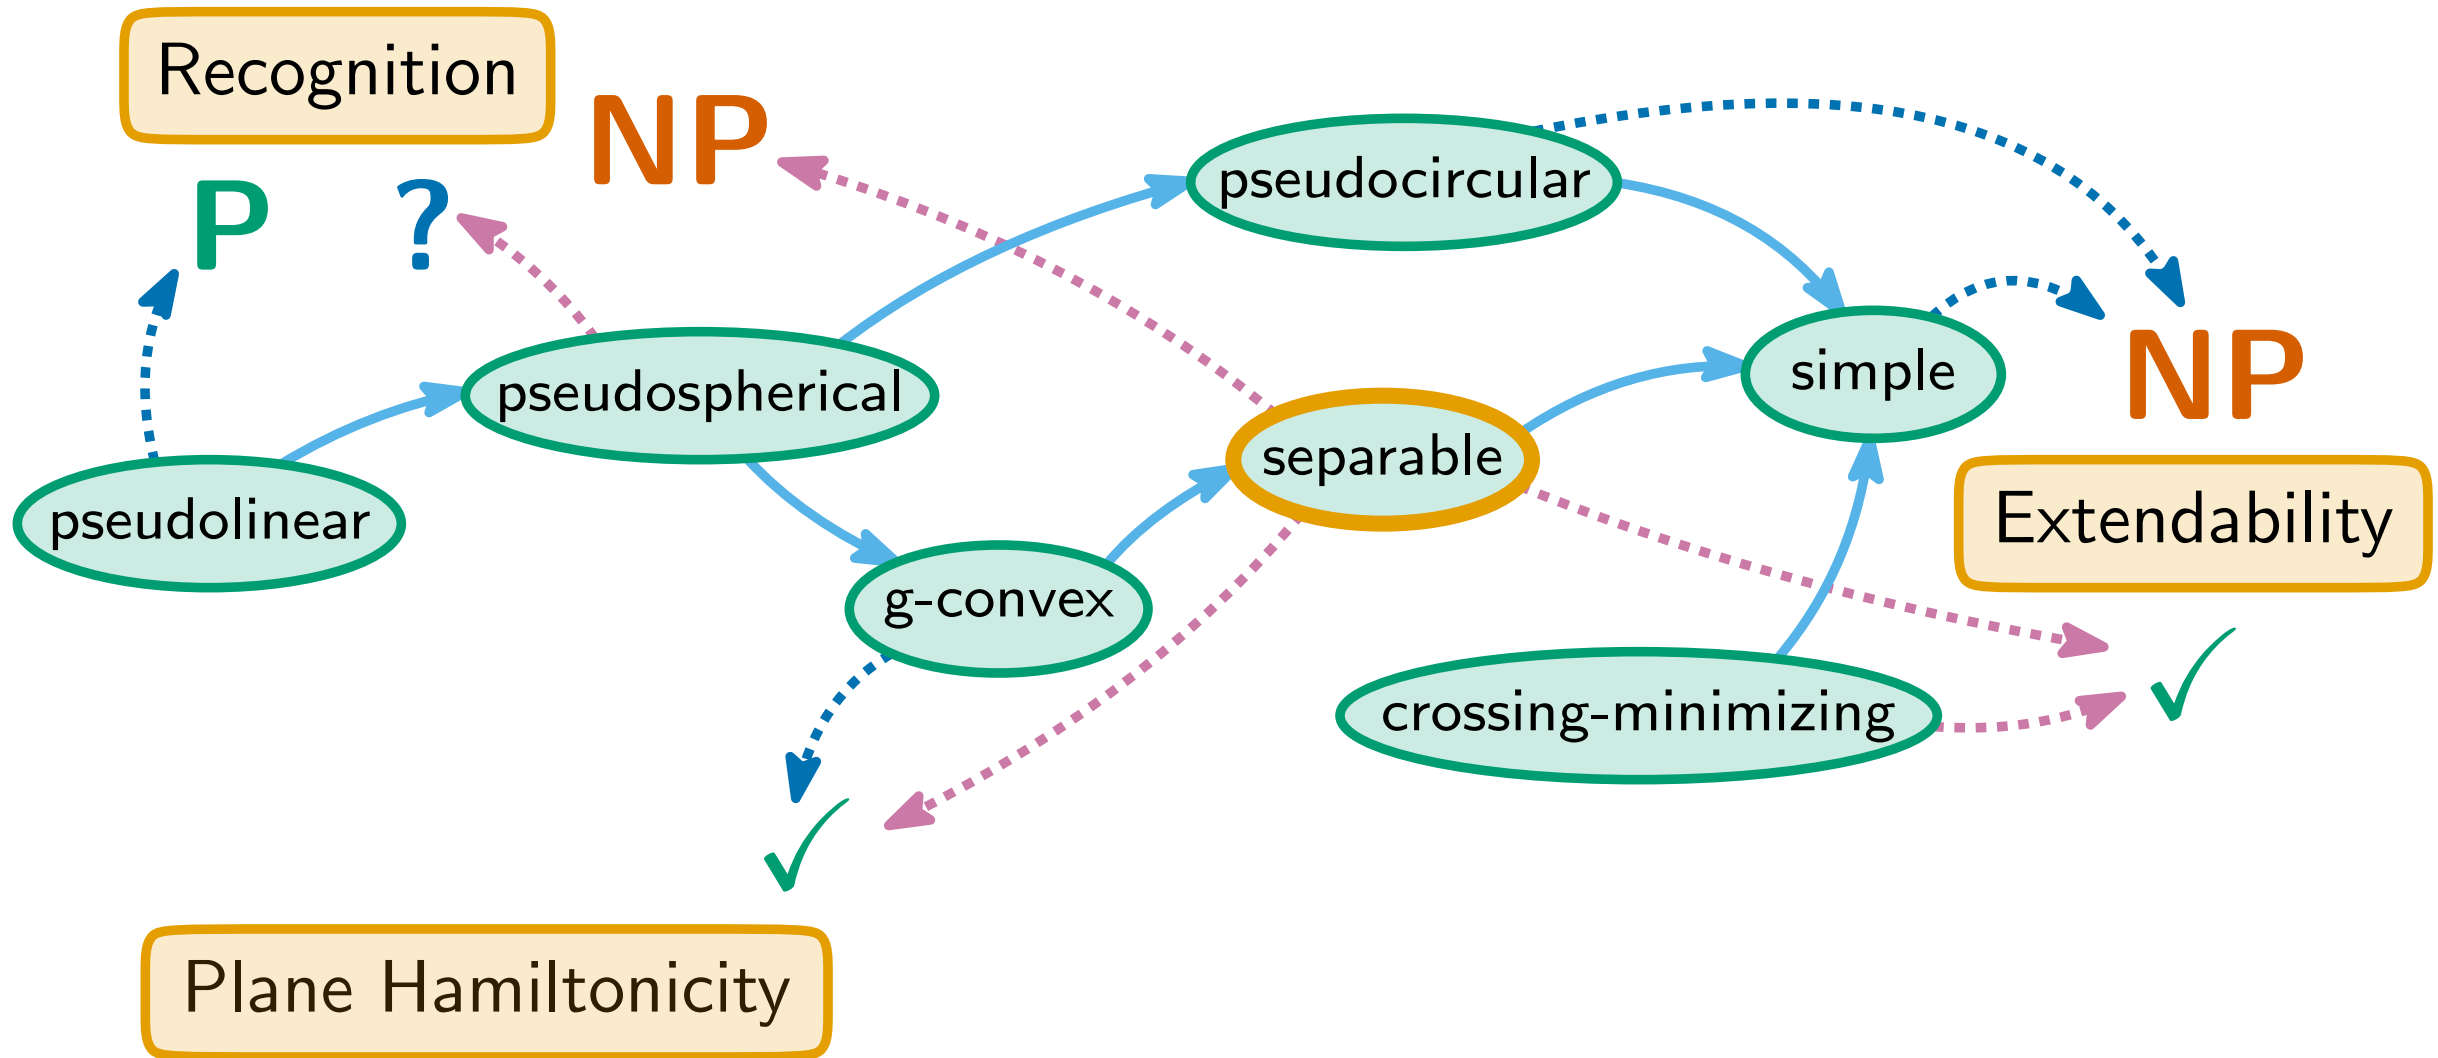 Recognition
NP
P
?
pseudocircular
simple
NP
pseudospherical
separable
pseudolinear
Extendability
g-convex
✓
crossing-minimizing
✓
Plane Hamiltonicity